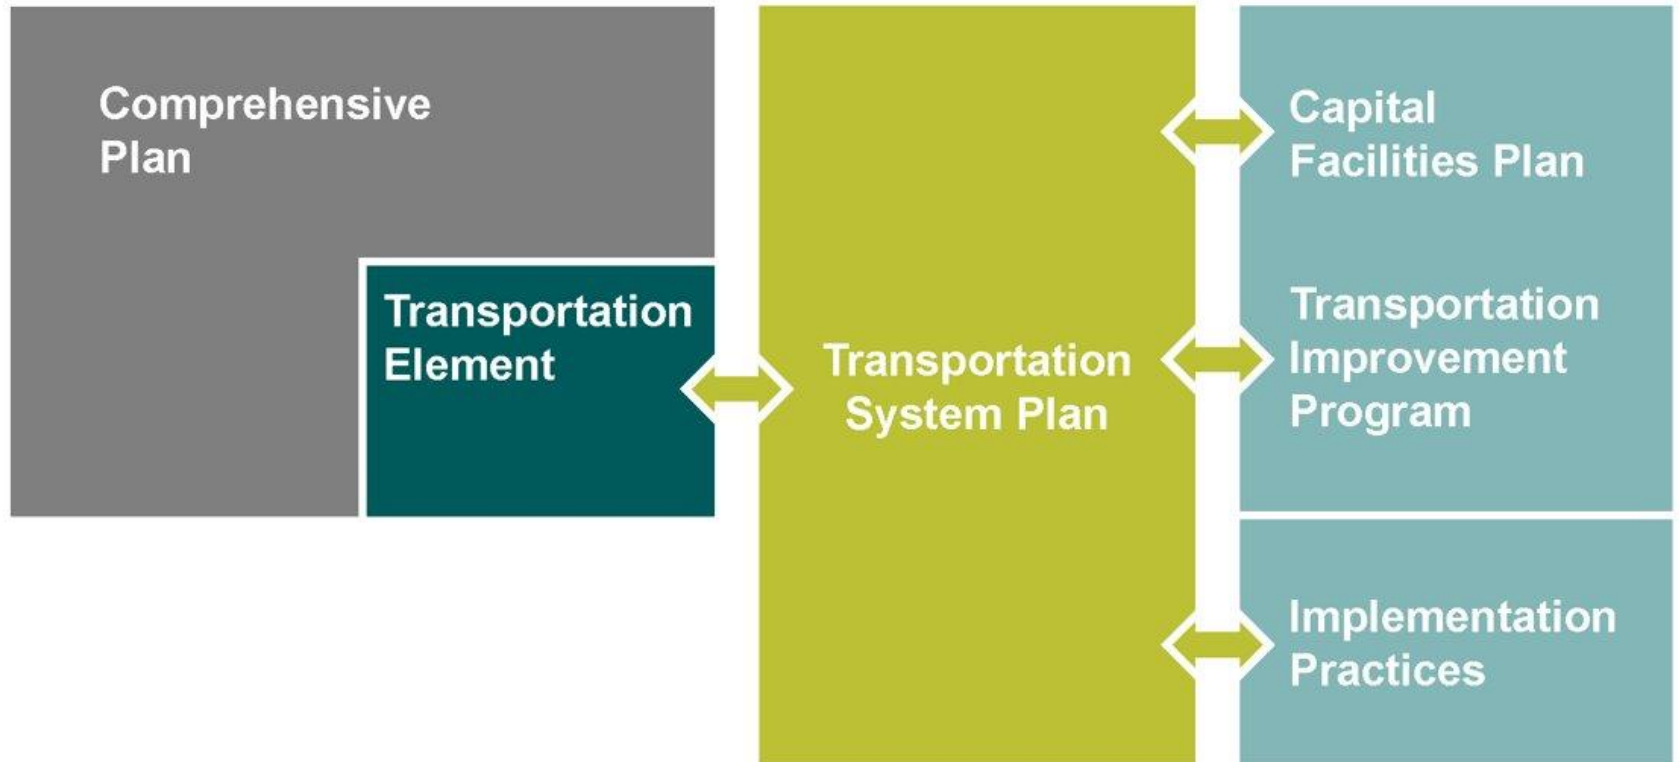 Comprehensive
Plan
Transportation
Element
Transportation
System Plan
Capital
Facilities Plan
Transportation
Improvement
Program
Implementation
Practices